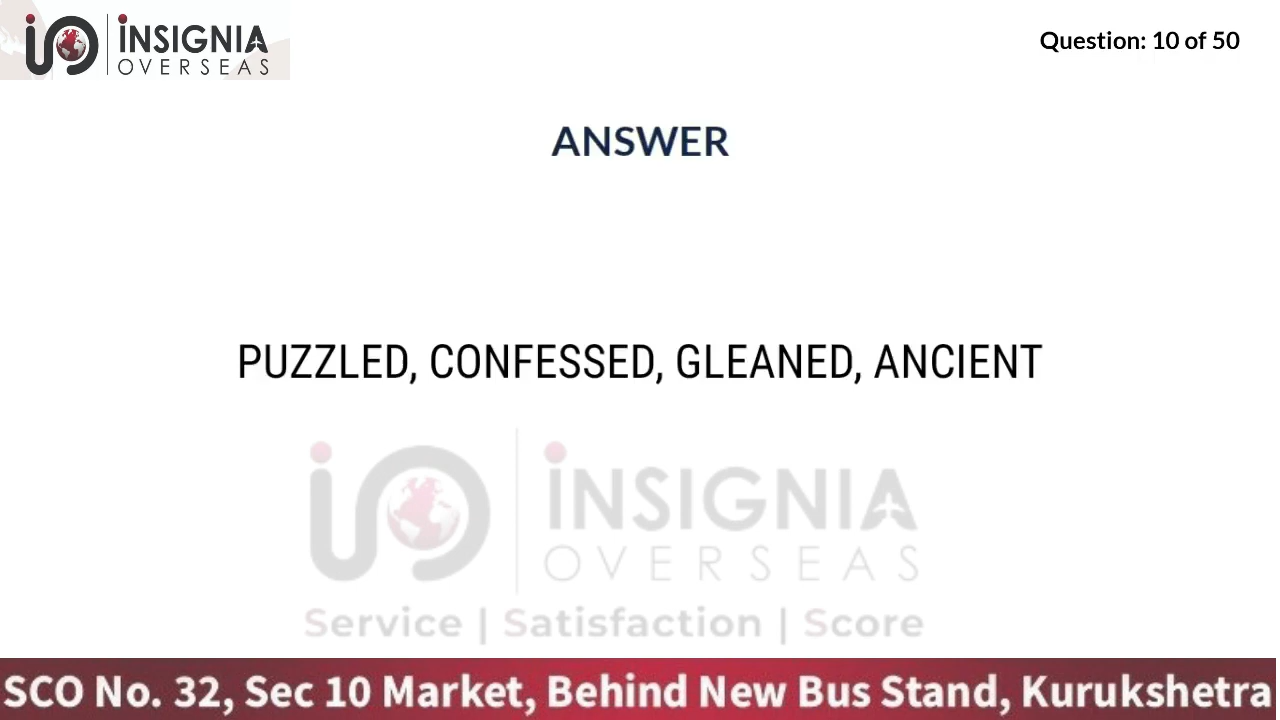 INSIGNIA
OVERSEAS
Question: 10 of 50
ANSWER
PUZZLED, CONFESSED, GLEANED, ANCIENT
INSIGNIA
OVERSEAS
Service | Satisfaction | Score
SCO No. 32, Sec 10 Market, Behind New Bus Stand, Kurukshetra